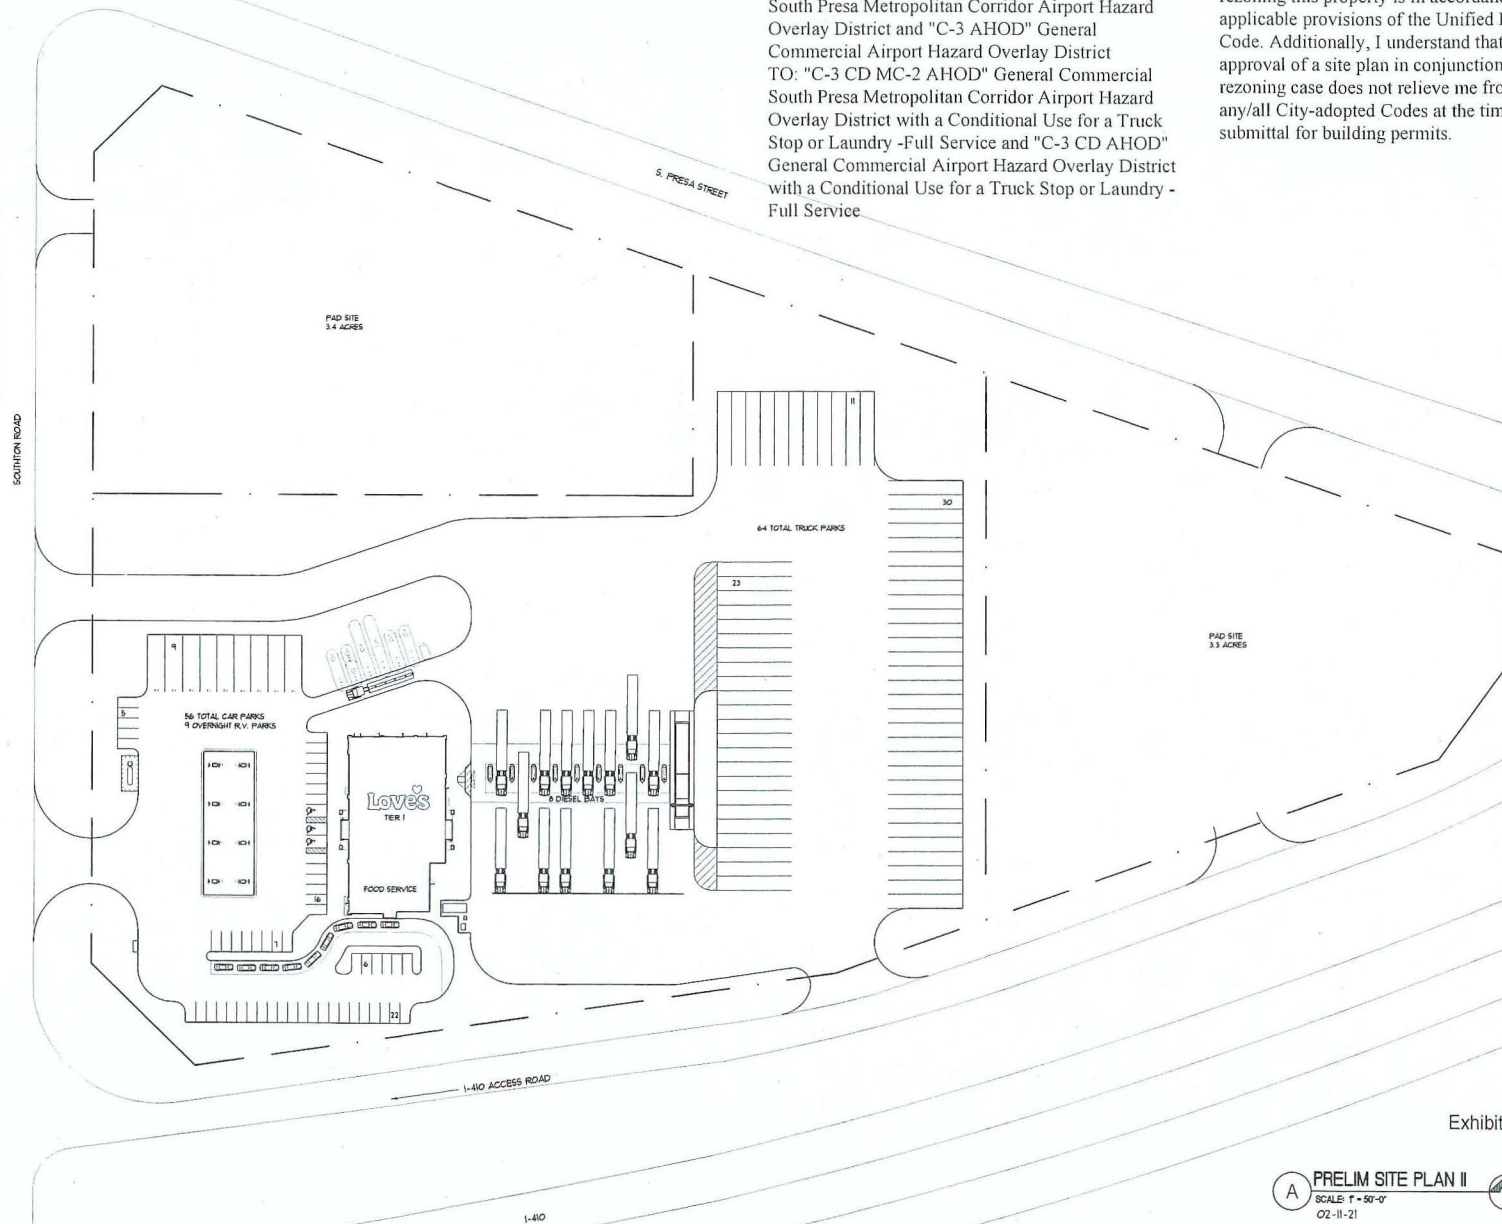 South Presa Metropolitan Corridor Airport Hazard
Overlay District and "C-3 AHOD" General
Commercial Airport Hazard Overlay District
TO: "C-3 CD MC-2 AHOD" General Commercial
South Presa Metropolitan Corridor Airport Hazard
Overlay District with a Conditional Use for a Truck
Stop or Laundry -Full Service and "C-3 CD AHOD"
General Commercial Airport Hazard Overlay District
with a Conditional Use for a Truck Stop or Laundry -
Full Service
rezoning this property is in
applicable provisions of the Unified
Code. Additionally, I understand that
approval of a site plan in conjunction
rezoning case does not relieve me
any/all City-adopted Codes at the
submittal for building permits.
S. PRESA STREET
PAD SITE
3.4 ACRES
SOUTHTON ROAD
11
30
64 TOTAL TRUCK PARKS
23
PAD SITE
3.3 ACRES
9
5
56 TOTAL CAR PARKS
9 OVERNIGHT R.V. PARKS
Love's
TIER 1
8 DIESEL BAYS
FOOD SERVICE
16
7
6
22
I-410 ACCESS ROAD
I-410
Exhibit
A
PRELIM SITE PLAN II
SCALE: 1" = 50'-0"
02-11-21